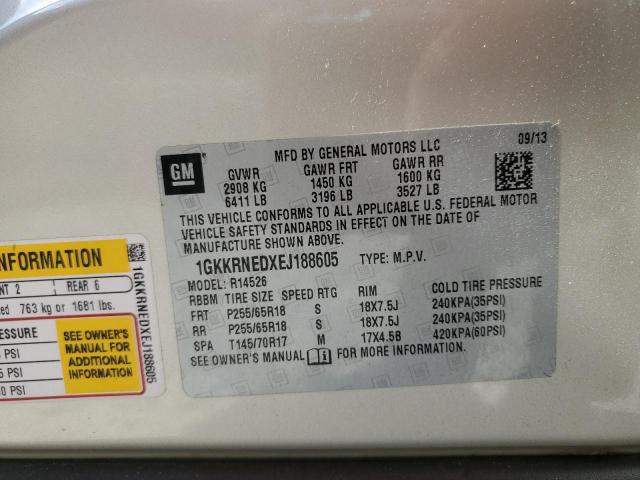 09/13
MFD BY GENERAL MOTORS LLC
GM
GVWR GAWR FRT GAWR RR
2908 KG 1450 KG 1600 KG
6411 LB 3196 LB 3527 LB
THIS VEHICLE CONFORMS TO ALL APPLICABLE U.S. FEDERAL MOTOR
VEHICLE SAFETY STANDARDS IN EFFECT ON THE DATE OF
MANUFACTURE SHOWN ABOVE.
1GKKRNEDXEJ188605 TYPE: M.P.V.
MODEL: R14526
RBBM TIRE SIZE SPEED RTG RIM COLD TIRE PRESSURE
FRT P255/65R18 S 18X7.5J 240KPA(35PSI)
RR P255/65R18 S 18X7.5J 240KPA(35PSI)
SPA T145/70R17 M 17X4.5B 420KPA(60PSI)
SEE OWNER'S MANUAL FOR MORE INFORMATION.
INFORMATION
2 REAR 6
763 kg or 1681 lbs.
SEE OWNER'S
MANUAL FOR
ADDITIONAL
INFORMATION
PSI
PSI
PSI
1GKKRNEDXEJ188605